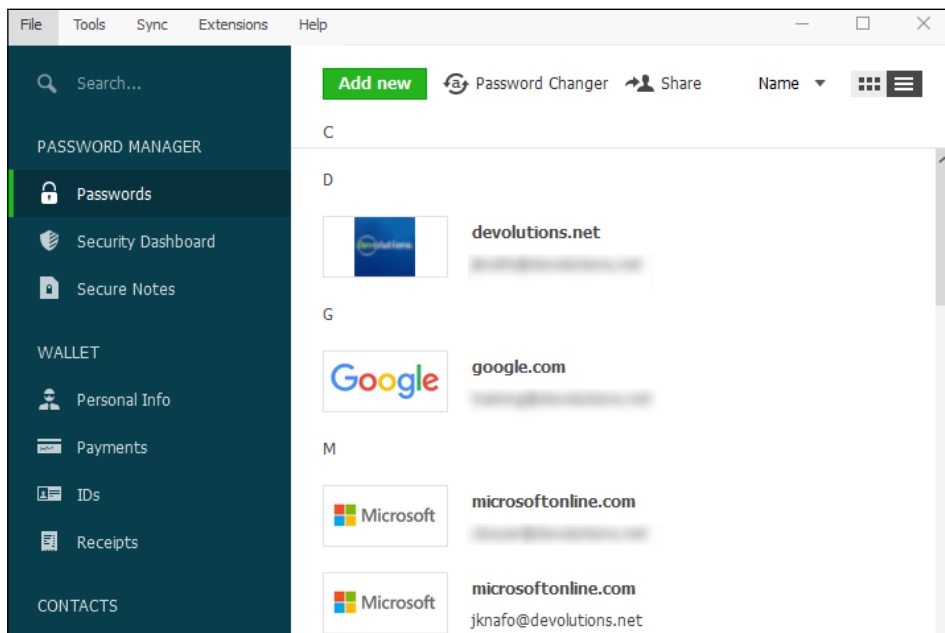 File Tools Sync Extensions Help
Search...
PASSWORD MANAGER
Passwords
Security Dashboard
Secure Notes
WALLET
Personal Info
Payments
IDs
Receipts
CONTACTS
Add new Password Changer Share Name
C
D
Devolutions
devolutions.net
G
Google
google.com
M
Microsoft
microsoftonline.com
Microsoft
microsoftonline.com
jknafo@devolutions.net